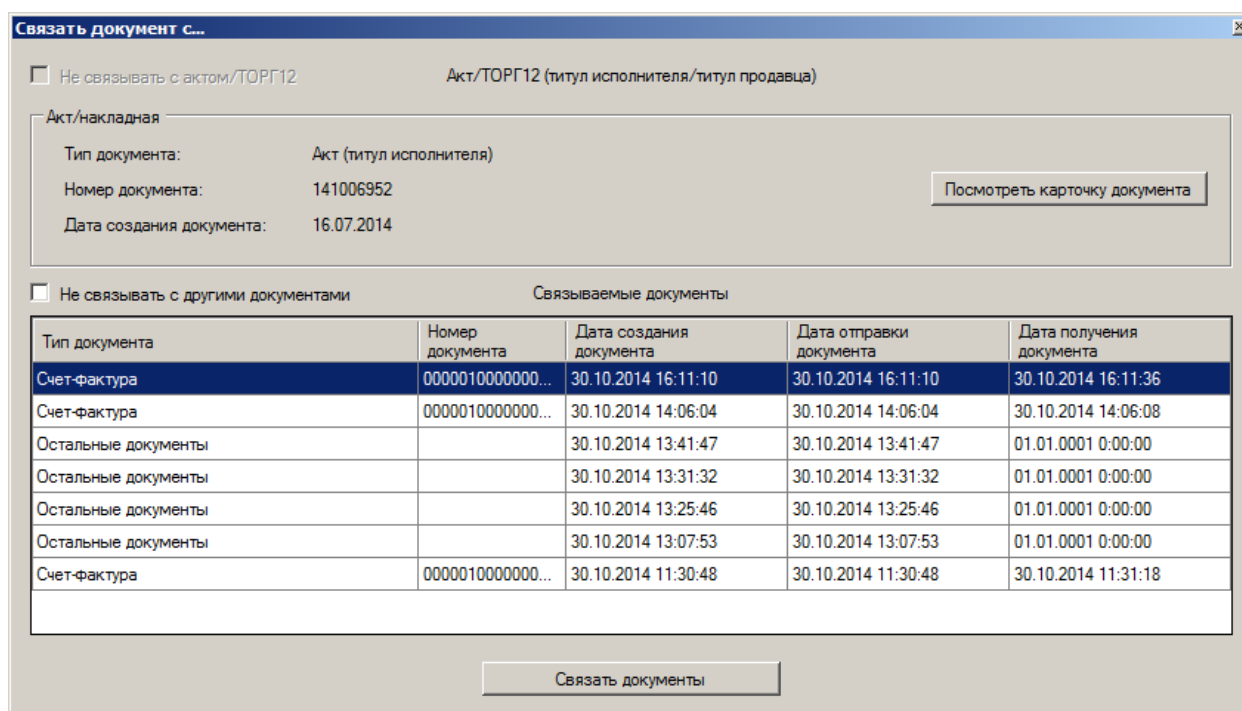 Связать документ с...
Не связывать с актом/ТОРГ12 Акт/ТОРГ12 (титул исполнителя/титул продавца)
Акт/накладная
Тип документа: Акт (титул исполнителя)
Номер документа: 141006952 Посмотреть карточку документа
Дата создания документа: 16.07.2014
Не связывать с другими документами Связываемые документы
Тип документа Номер документа Дата создания документа Дата отправки документа Дата получения документа
Счет-фактура 0000010000000... 30.10.2014 16:11:10 30.10.2014 16:11:10 30.10.2014 16:11:36
Счет-фактура 0000010000000... 30.10.2014 14:06:04 30.10.2014 14:06:04 30.10.2014 14:06:08
Остальные документы 30.10.2014 13:41:47 30.10.2014 13:41:47 01.01.0001 0:00:00
Остальные документы 30.10.2014 13:31:32 30.10.2014 13:31:32 01.01.0001 0:00:00
Остальные документы 30.10.2014 13:25:46 30.10.2014 13:25:46 01.01.0001 0:00:00
Остальные документы 30.10.2014 13:07:53 30.10.2014 13:07:53 01.01.0001 0:00:00
Счет-фактура 0000010000000... 30.10.2014 11:30:48 30.10.2014 11:30:48 30.10.2014 11:31:18
Связать документы